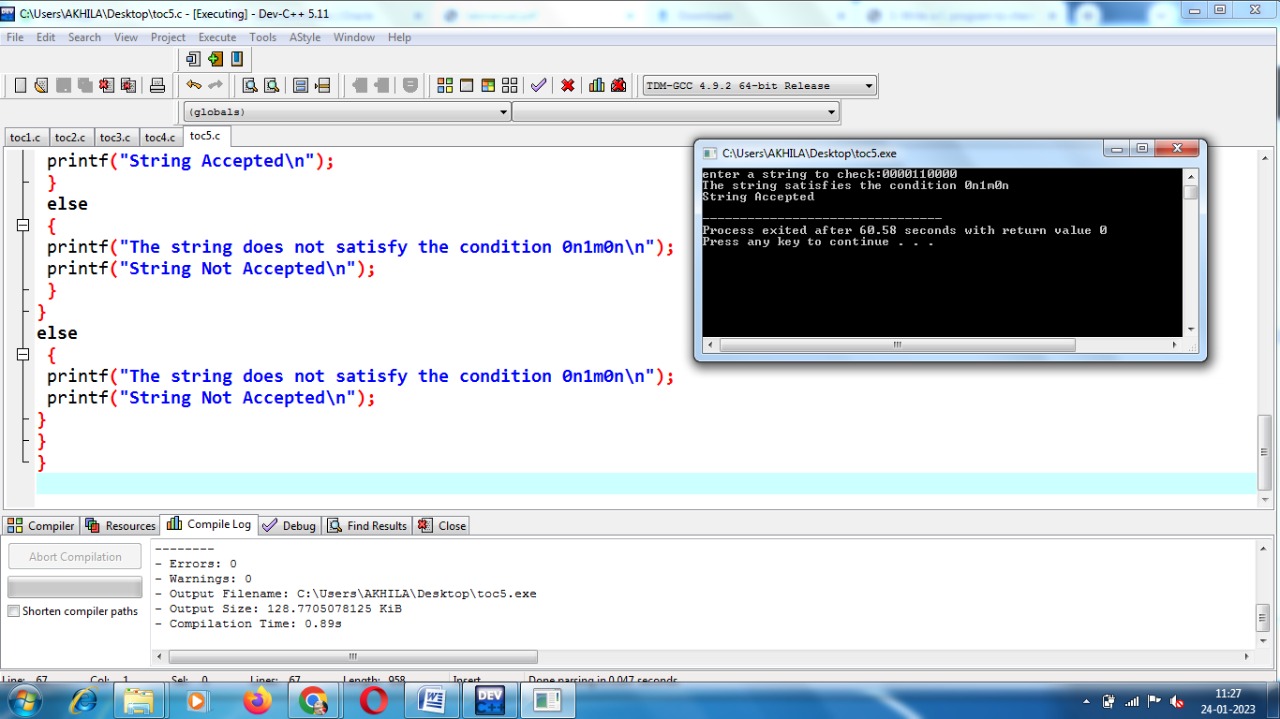 C:\Users\AKHILA\Desktop\toc5.c - [Executing] - Dev-C++ 5.11
File Edit Search View Project Execute Tools AStyle Window Help
TDM-GCC 4.9.2 64-bit Release
(globals)
toc1.c toc2.c toc3.c toc4.c toc5.c
printf("String Accepted\n");
}
else
{
printf("The string does not satisfy the condition 0n1m0n\n");
printf("String Not Accepted\n");
}
}
else
{
printf("The string does not satisfy the condition 0n1m0n\n");
printf("String Not Accepted\n");
}
}
}
C:\Users\AKHILA\Desktop\toc5.exe
enter a string to check:0000110000
The string satisfies the condition 0n1m0n
String Accepted
--------------------------------
Process exited after 60.58 seconds with return value 0
Press any key to continue . . .
Compiler Resources Compile Log Debug Find Results Close
Abort Compilation
Shorten compiler paths
--------
- Errors: 0
- Warnings: 0
- Output Filename: C:\Users\AKHILA\Desktop\toc5.exe
- Output Size: 128.7705078125 KiB
- Compilation Time: 0.89s
Line: 67 Col: 1 Sel: 0 Lines: 67 Length: 958 Insert Done parsing in 0.047 seconds
DEV C++
11:27
24-01-2023